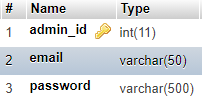 # Name Type
1 admin_id int(11)
2 email varchar(50)
3 password varchar(500)